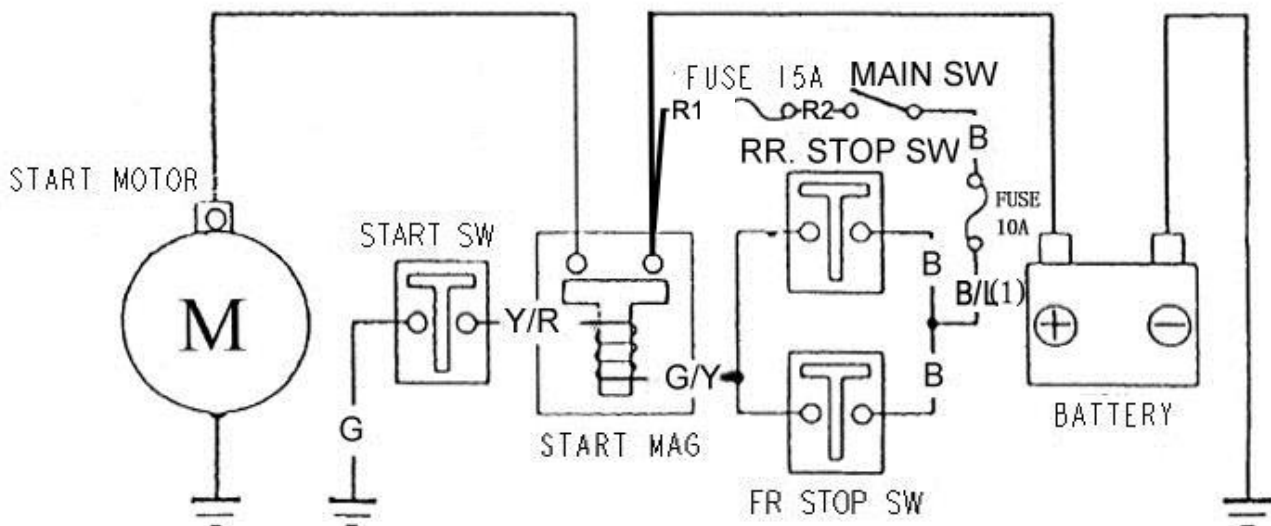 FUSE 15A MAIN SW
R1
R2
B
RR. STOP SW
START MOTOR
FUSE
10A
START SW
B
B/L(1)
M
Y/R
+
−
G/Y
B
G
START MAG
BATTERY
FR STOP SW